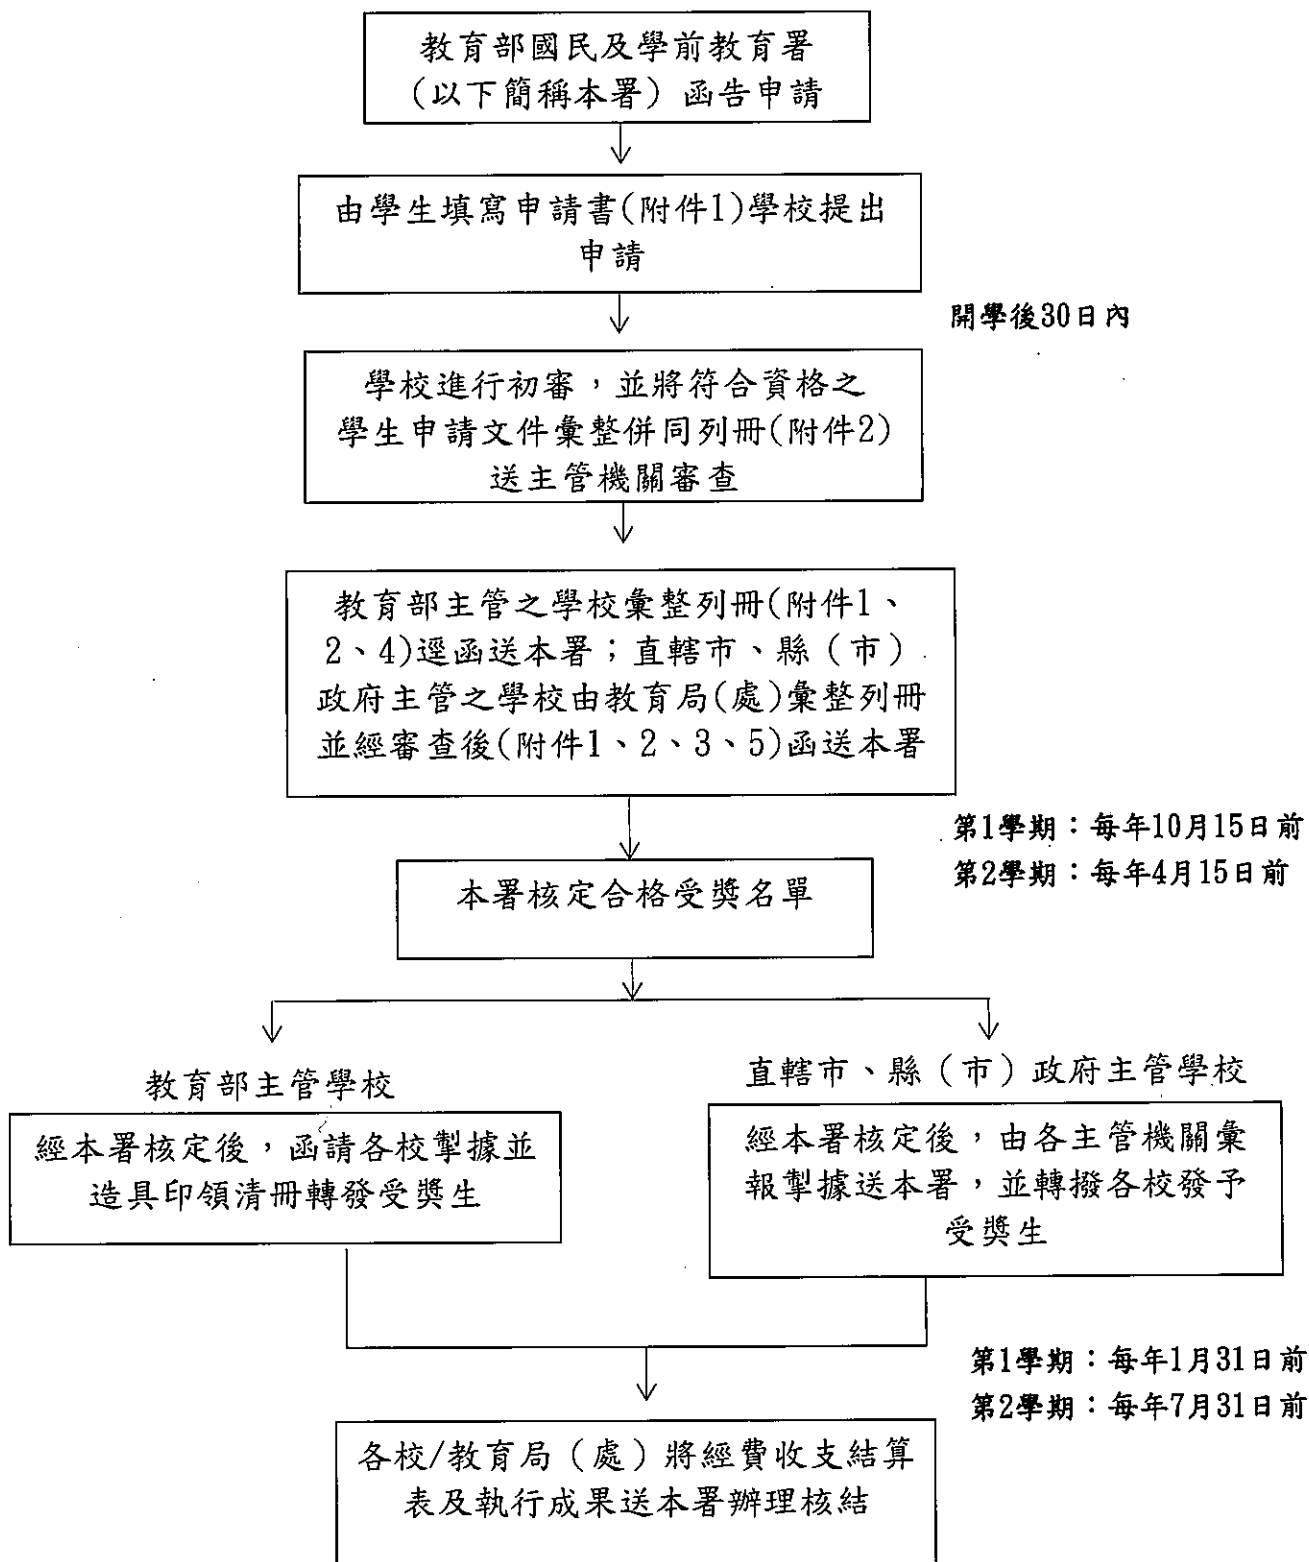 教育部國民及學前教育署
(以下簡稱本署）函告申請
由學生填寫申請書(附件1)學校提出
申請
開學後30日內
學校進行初審，並將符合資格之
學生申請文件彙整併同列冊(附件2)
送主管機關審查
教育部主管之學校彙整列冊(附件1、
2、4)逕函送本署；直轄市、縣（市）
政府主管之學校由教育局(處)彙整列冊
並經審查後(附件1、2、3、5)函送本署
第1學期：每年10月15日前
第2學期：每年4月15日前
本署核定合格受獎名單
教育部主管學校
經本署核定後，函請各校掣據並
造具印領清冊轉發受獎生
直轄市、縣（市）政府主管學校
經本署核定後，由各主管機關彙
報掣據送本署，並轉撥各校發予
受獎生
第1學期：每年1月31日前
第2學期：每年7月31日前
各校/教育局（處）將經費收支結算
表及執行成果送本署辦理核結